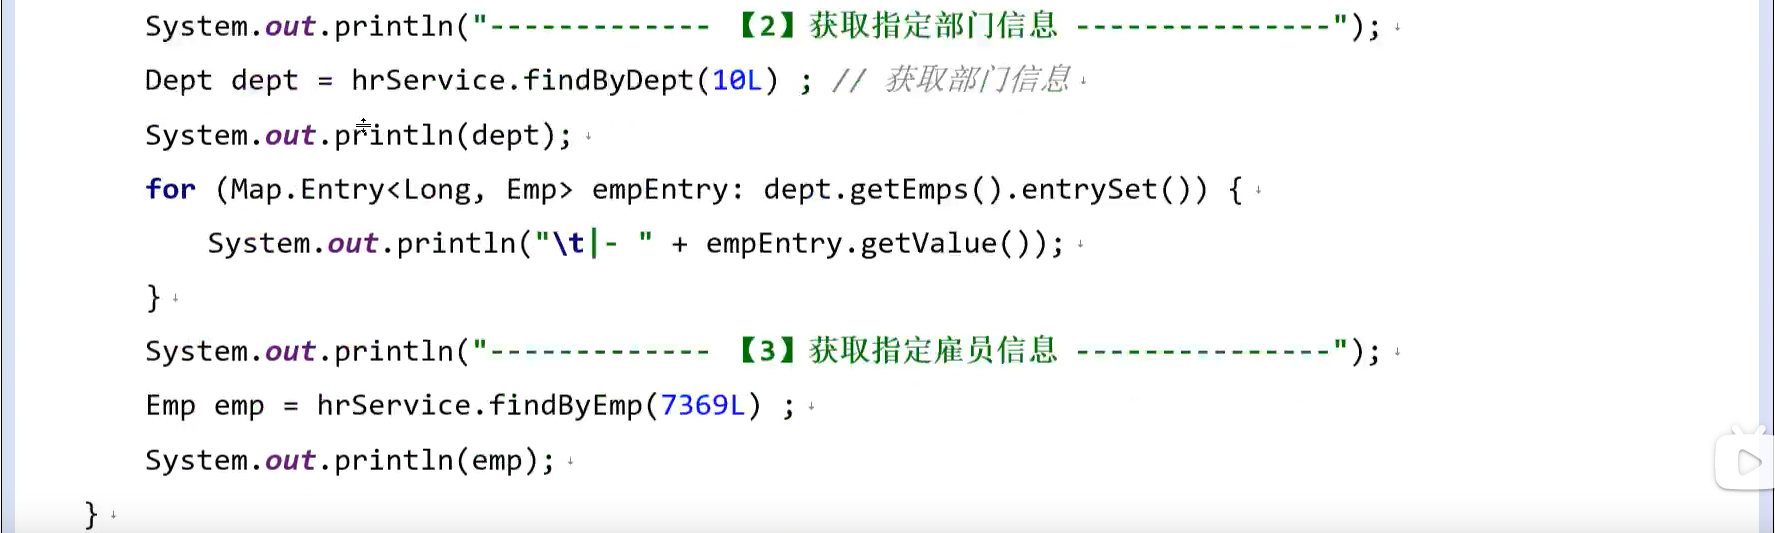 System.out.println("------------- 【2】获取指定部门信息 ---------------");
Dept dept = hrService.findByDept(10L) ; // 获取部门信息
System.out.println(dept);
for (Map.Entry<Long, Emp> empEntry: dept.getEmps().entrySet()) {
System.out.println("\t|- " + empEntry.getValue());
}
System.out.println("------------- 【3】获取指定雇员信息 ---------------");
Emp emp = hrService.findByEmp(7369L) ;
System.out.println(emp);
}